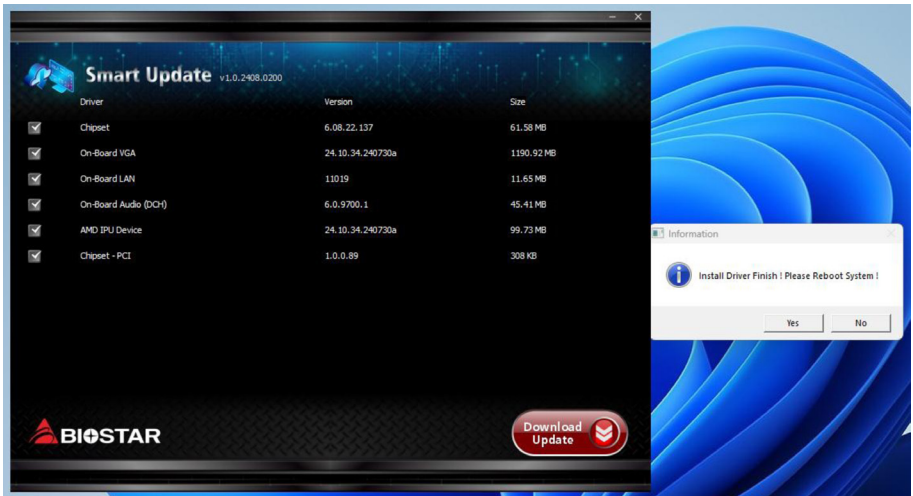 Smart Update v1.0.2408.0200
Driver Version Size
Chipset 6.08.22.137 61.58 MB
On-Board VGA 24.10.34.240730a 1190.92 MB
On-Board LAN 11019 11.65 MB
On-Board Audio (DCH) 6.0.9700.1 45.41 MB
AMD IPU Device 24.10.34.240730a 99.73 MB
Chipset - PCI 1.0.0.89 308 KB
Information
Install Driver Finish ! Please Reboot System !
Yes No
BIOSTAR
Download
Update